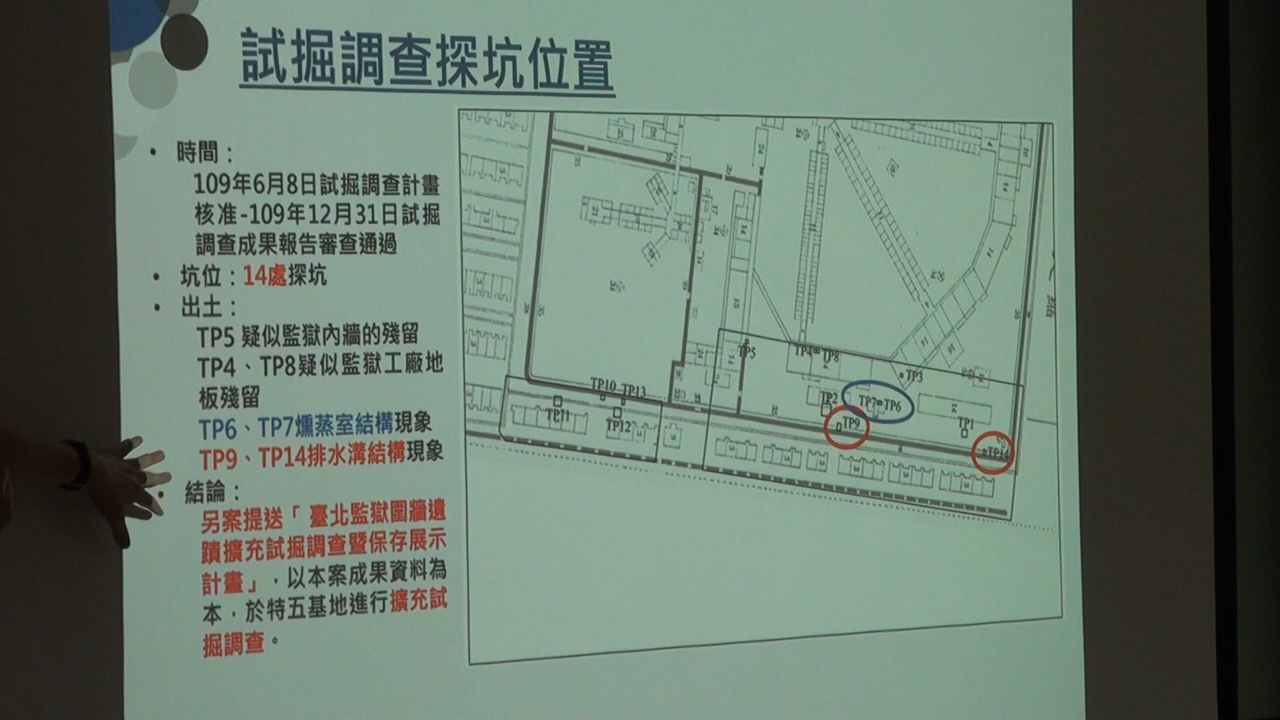 試掘調查探坑位置
• 時間：
109年6月8日試掘調查計畫
核准-109年12月31日試掘
調查成果報告審查通過
• 坑位：14處探坑
• 出土：
TP5 疑似監獄內牆的殘留
TP4、TP8疑似監獄工廠地
板殘留
TP6、TP7燻蒸室結構現象
TP9、TP14排水溝結構現象
• 結論：
另案提送「臺北監獄圍牆遺
蹟擴充試掘調查暨保存展示
計畫」，以本案成果資料為
本，於特五基地進行擴充試
掘調查。
TP5
TP4
TP8
TP3
TP10
TP13
TP2
TP7
TP6
TP11
TP12
TP9
TP1
TP14